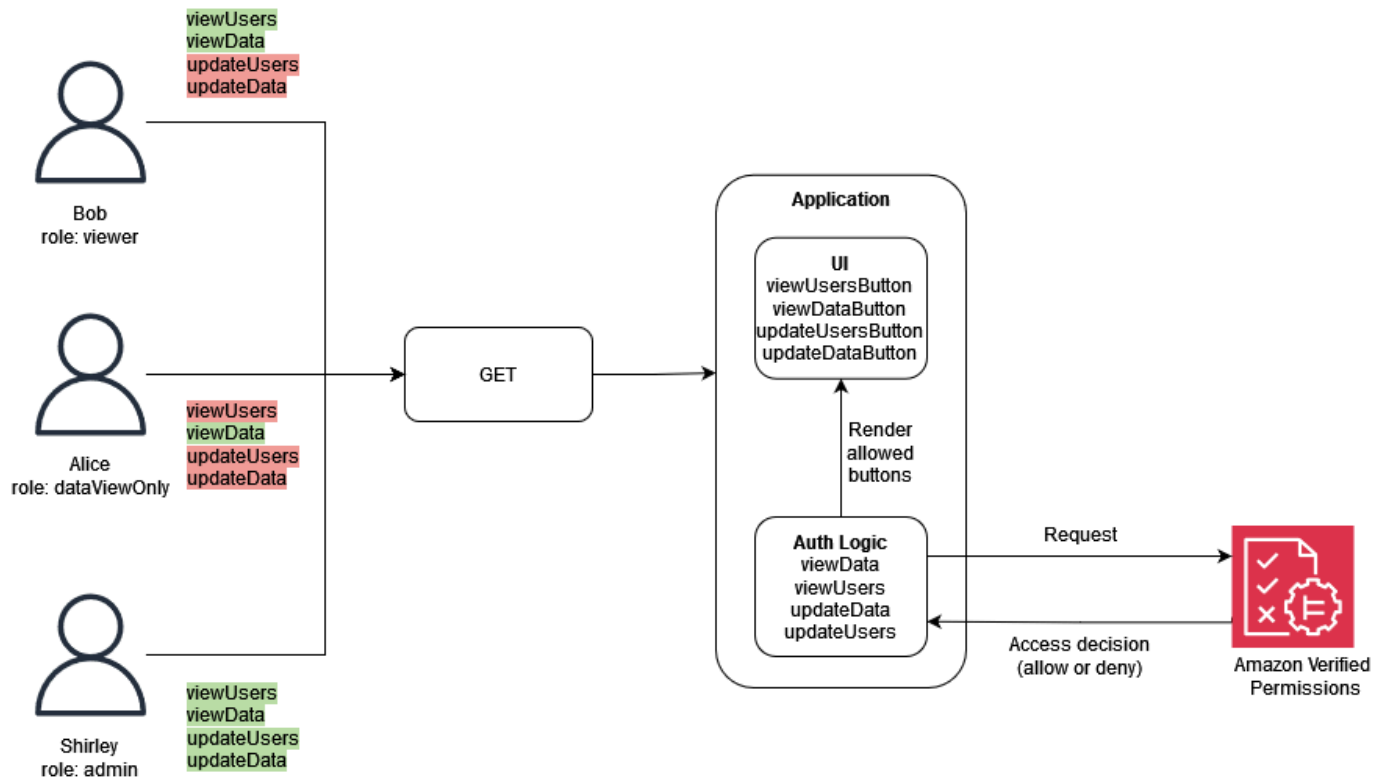 viewUsers
viewData
updateUsers
updateData
Bob
role: viewer
viewUsers
viewData
updateUsers
updateData
Alice
role: dataViewOnly
viewUsers
viewData
updateUsers
updateData
Shirley
role: admin
GET
Application
UI
viewUsersButton
viewDataButton
updateUsersButton
updateDataButton
Render
allowed
buttons
Auth Logic
viewData
viewUsers
updateData
updateUsers
Request
Access decision
(allow or deny)
Amazon Verified
Permissions